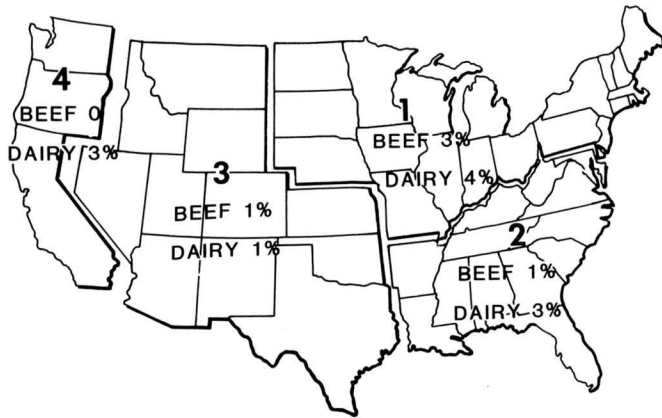 4
BEEF 0
DAIRY 3%
1
BEEF 3%
DAIRY 4%
3
BEEF 1%
DAIRY 1%
2
BEEF 1%
DAIRY 3%